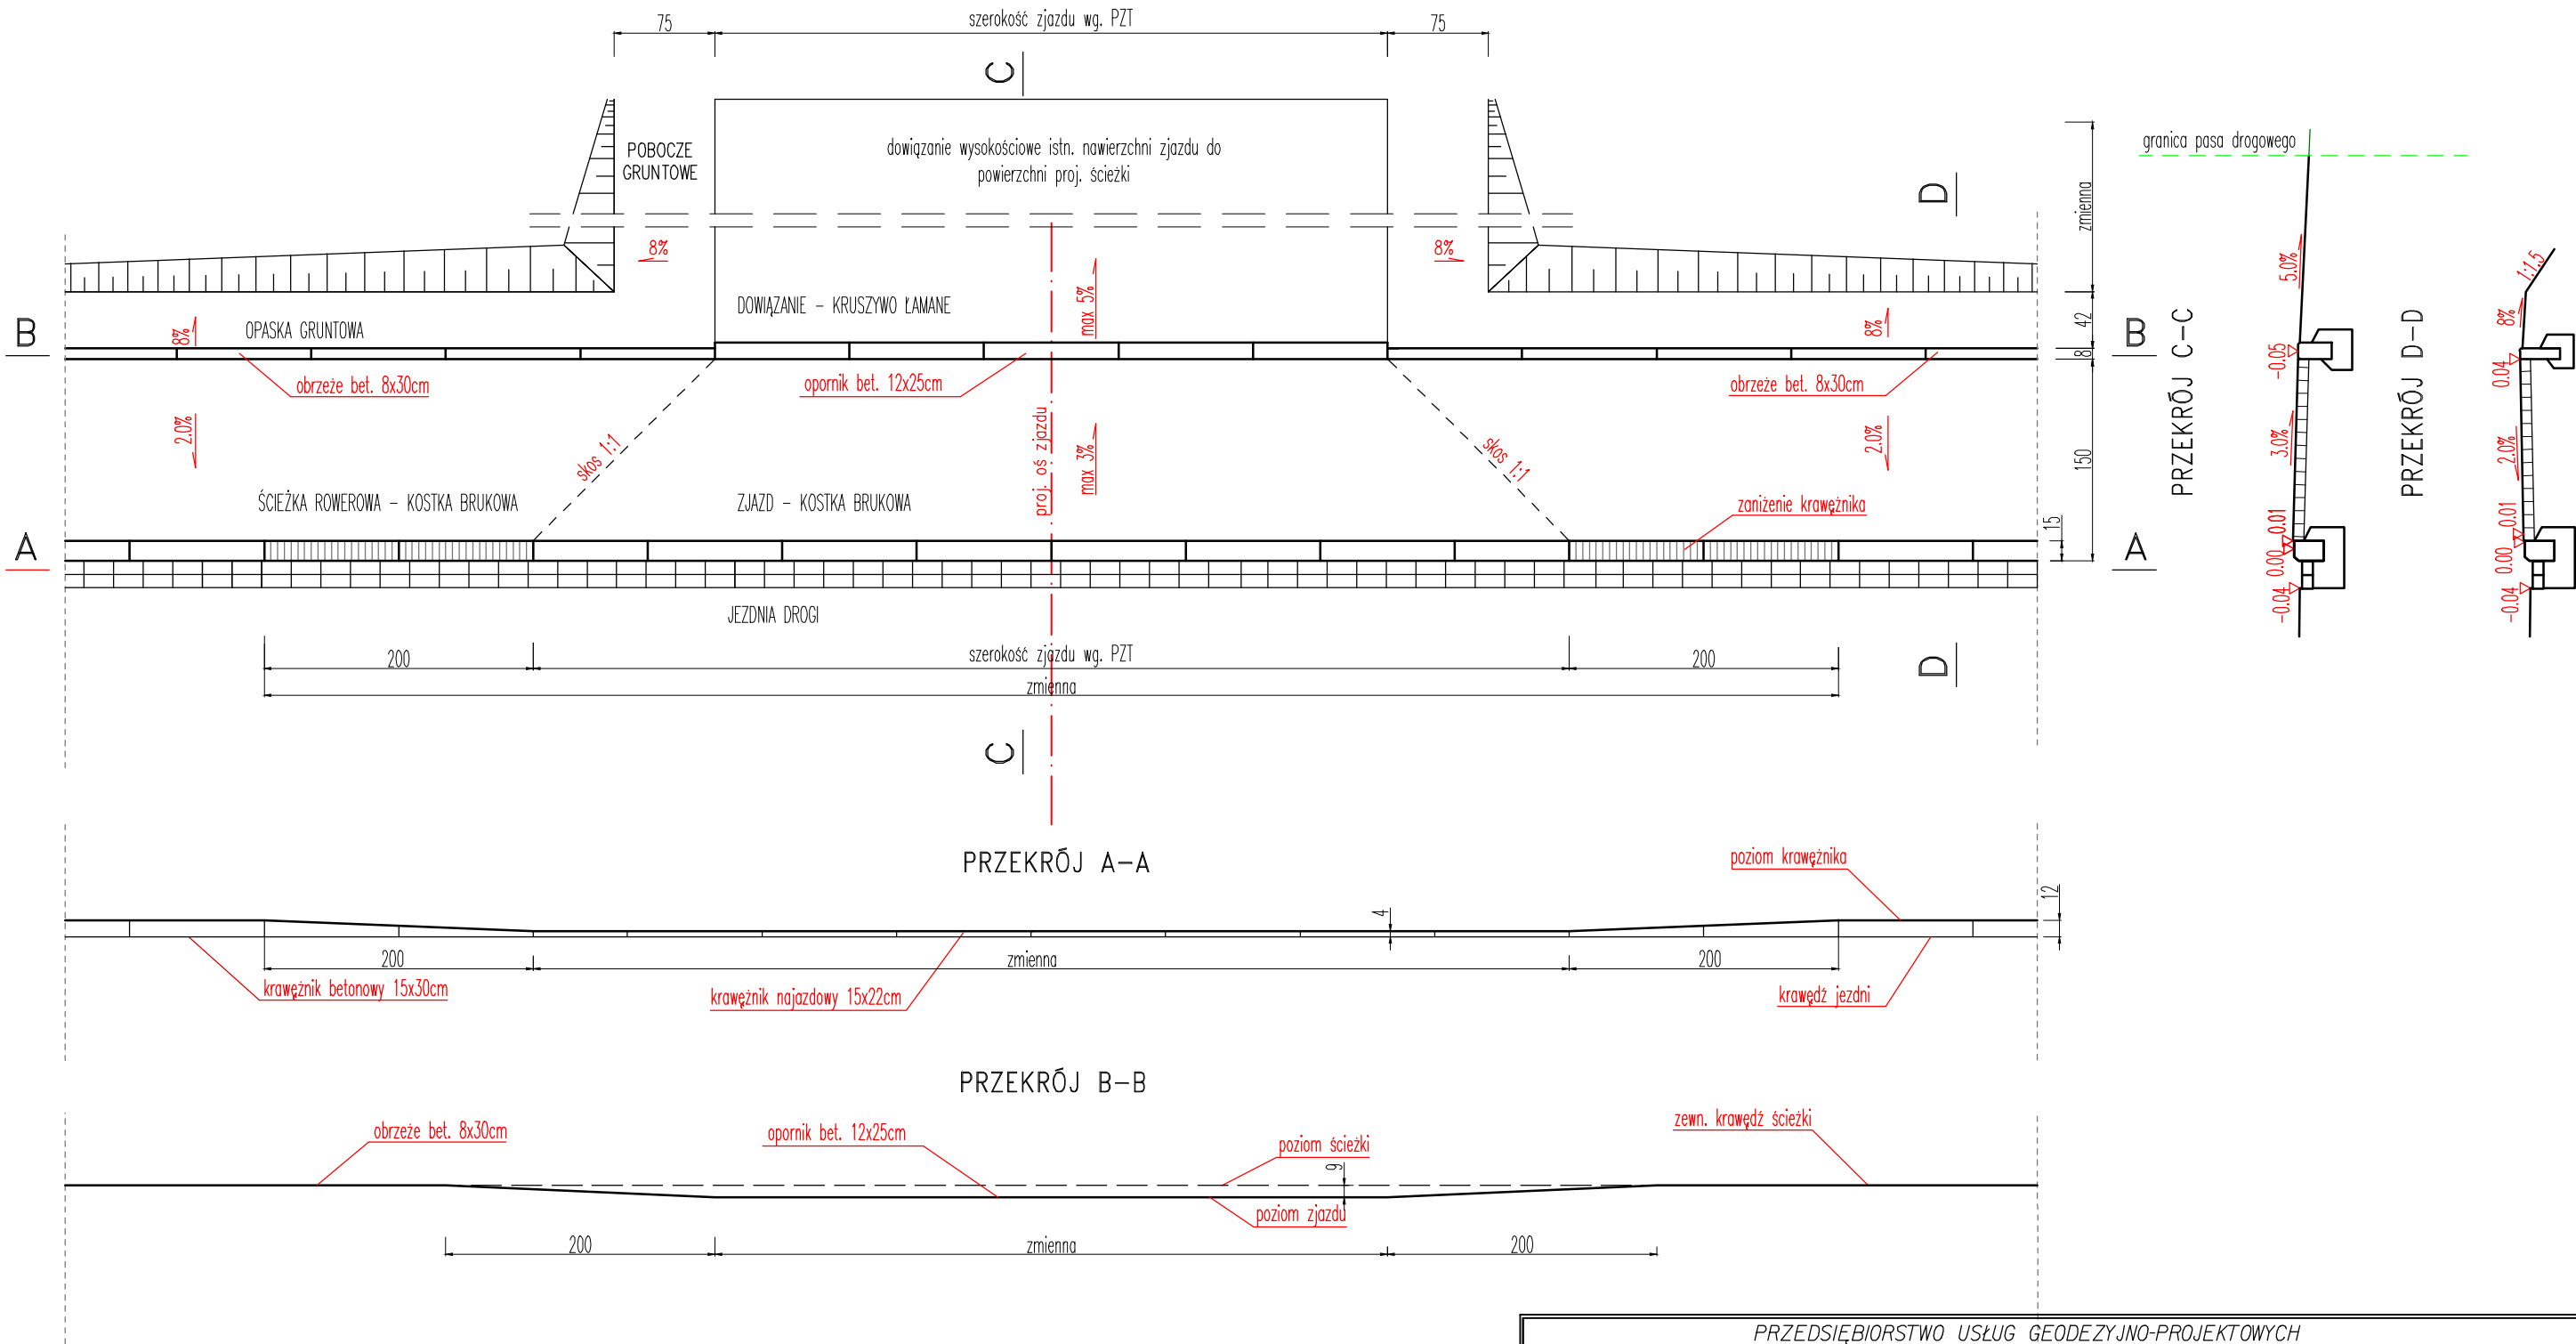 75
szerokość zjazdu wg. PZT
75
C
POBOCZE
GRUNTOWE
dowiązanie wysokościowe istn. nawierzchni zjazdu do
powierzchni proj. ścieżki
D
zmienna
granica pasa drogowego
8%
8%
max 5%
5.0%
1:1.5
DOWIĄZANIE - KRUSZYWO ŁAMANE
OPASKA GRUNTOWA
8%
8%
42
8%
B
B
8
-0.05
0.04
PRZEKRÓJ C-C
PRZEKRÓJ D-D
obrzeże bet. 8x30cm
opornik bet. 12x25cm
obrzeże bet. 8x30cm
2.0%
skos 1:1
proj. oś zjazdu
max 3%
skos 1:1
2.0%
150
3.0%
2.0%
ŚCIEŻKA ROWEROWA - KOSTKA BRUKOWA
ZJAZD - KOSTKA BRUKOWA
zaniżenie krawężnika
15
A
A
0.01
0.00
-0.04
0.01
0.00
-0.04
JEZDNIA DROGI
200
szerokość zjazdu wg. PZT
200
D
zmienna
C
PRZEKRÓJ A-A
poziom krawężnika
12
4
200
zmienna
200
krawężnik betonowy 15x30cm
krawężnik najazdowy 15x22cm
krawędź jezdni
PRZEKRÓJ B-B
obrzeże bet. 8x30cm
opornik bet. 12x25cm
poziom ścieżki
zewn. krawędź ścieżki
9
poziom zjazdu
200
zmienna
200
PRZEDSIĘBIORSTWO USŁUG GEODEZYJNO-PROJEKTOWYCH